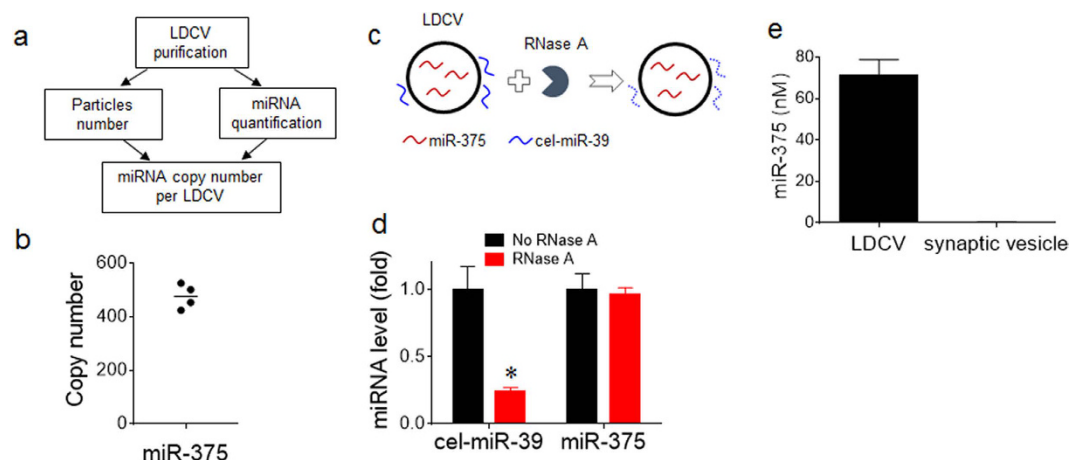 a
LDCV
purification
Particles
number
miRNA
quantification
miRNA copy number
per LDCV
b
Copy number
600
400
200
0
miR-375
c
LDCV
RNase A
miR-375
cel-miR-39
d
No RNase A
RNase A
miRNA level (fold)
1.0
0.5
0.0
*
cel-miR-39
miR-375
e
miR-375 (nM)
80
60
40
20
0
LDCV
synaptic vesicle